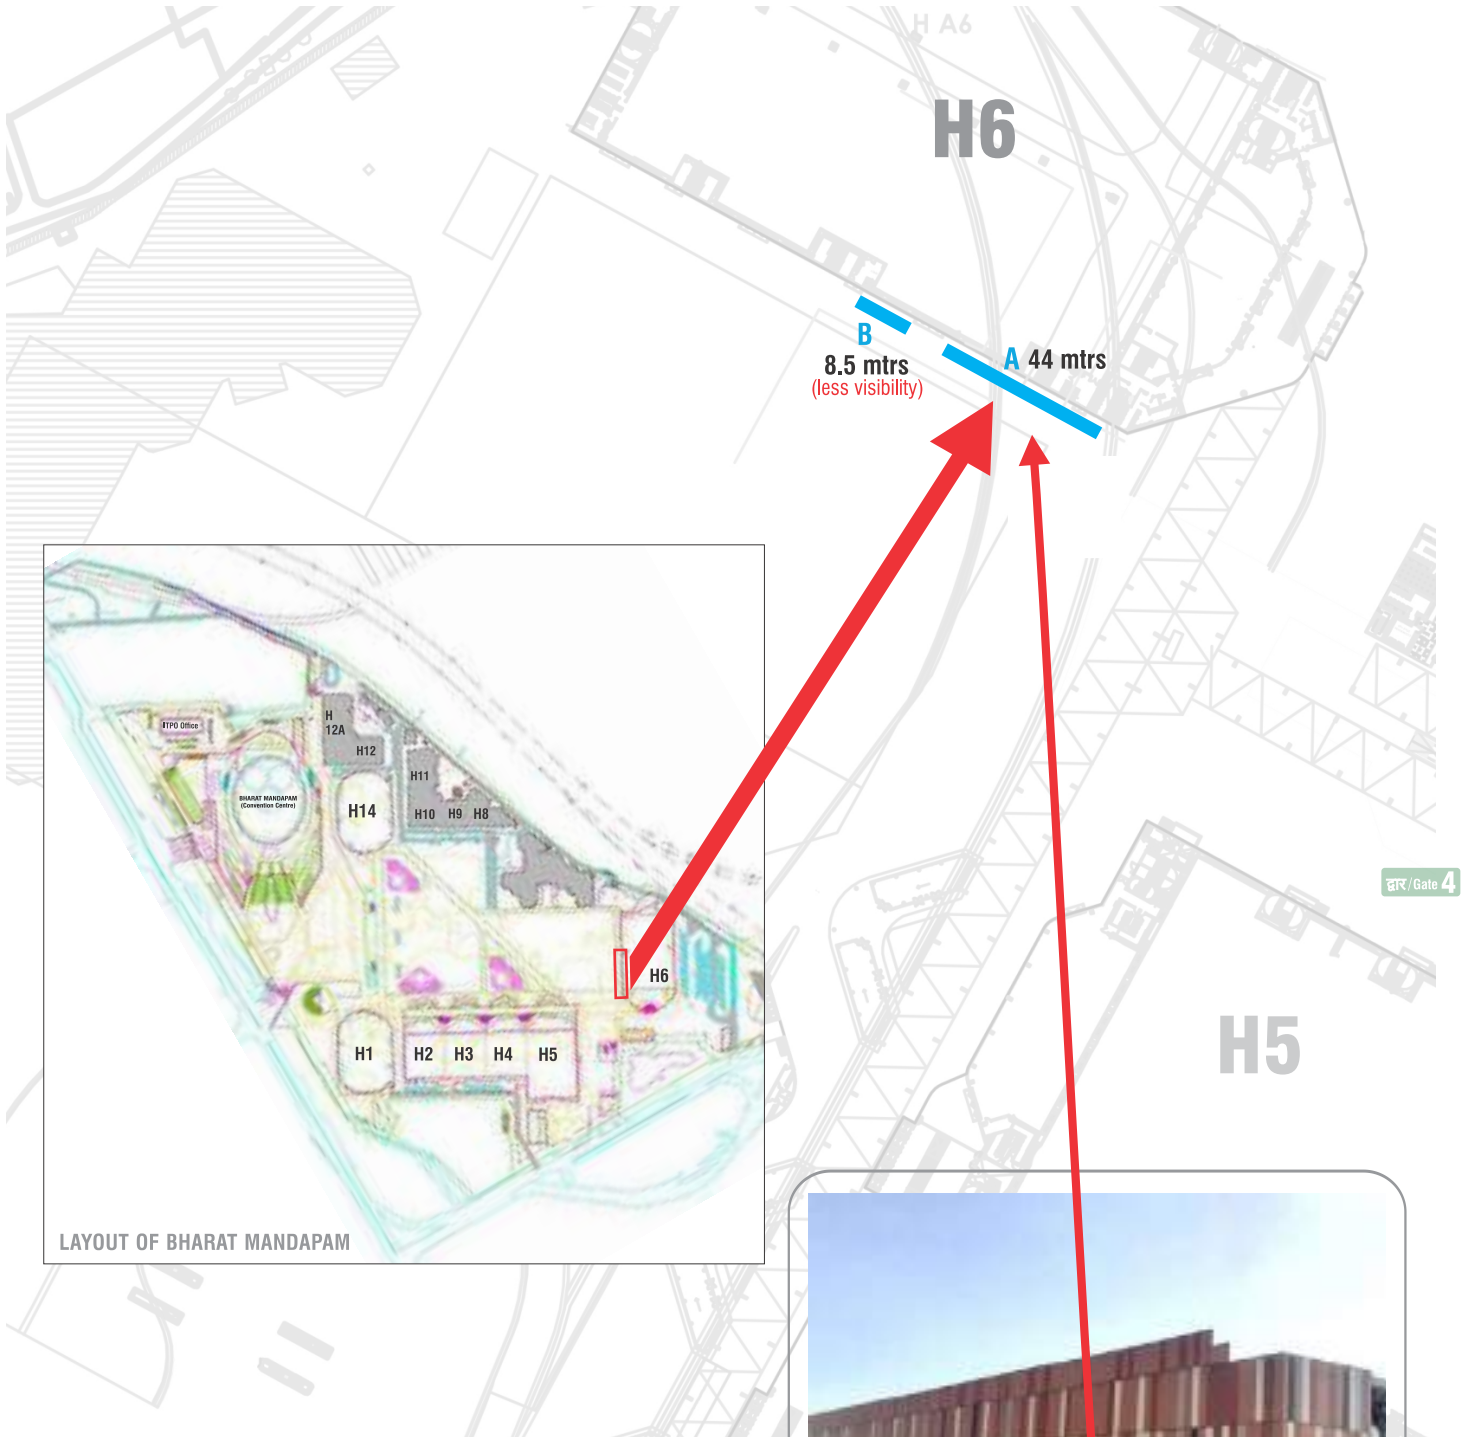 H A6
H6
B
8.5 mtrs
(less visibility)
A 44 mtrs
द्वार/Gate 4
H5
ITPO Office
H
12A
H12
BHARAT MANDAPAM
(Convention Centre)
H14
H11
H10
H9
H8
H6
H1
H2
H3
H4
H5
LAYOUT OF BHARAT MANDAPAM